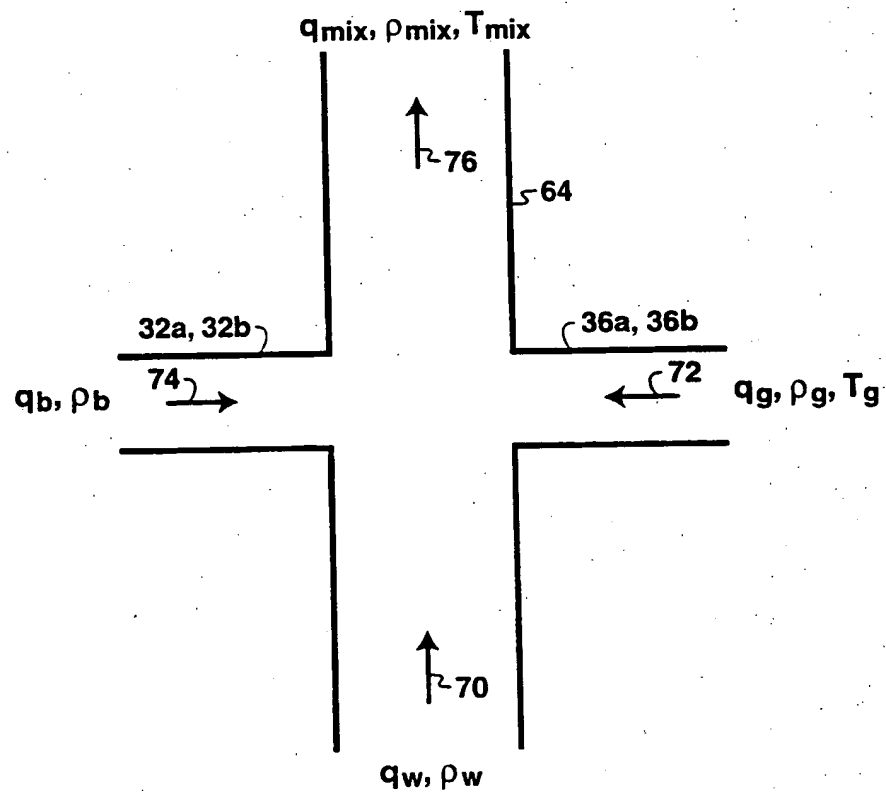 qmix, ρmix, Tmix
76
64
32a, 32b
36a, 36b
74
72
qb, ρb
qg, ρg, Tg
70
qw, ρw